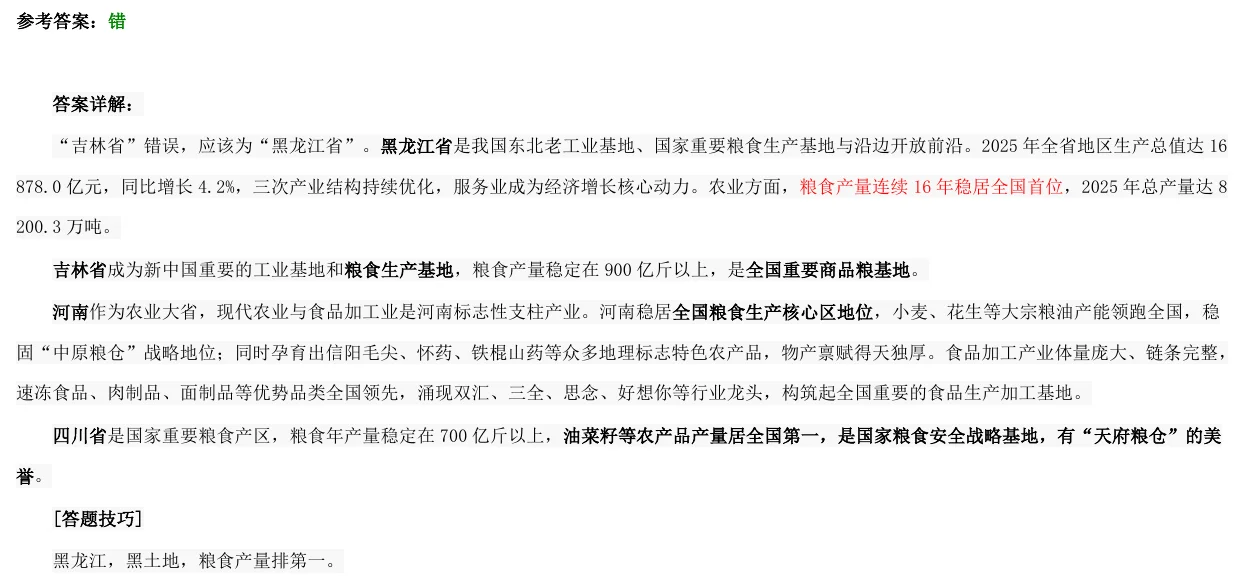 参考答案：错
答案详解：
“吉林省”错误，应该为“黑龙江省”。黑龙江省是我国东北老工业基地、国家重要粮食生产基地与沿边开放前沿。2025 年全省地区生产总值达 16
878.0 亿元，同比增长 4.2%，三次产业结构持续优化，服务业成为经济增长核心动力。农业方面，粮食产量连续 16 年稳居全国首位，2025 年总产量达 8
200.3 万吨。
吉林省成为新中国重要的工业基地和粮食生产基地，粮食产量稳定在 900 亿斤以上，是全国重要商品粮基地。
河南作为农业大省，现代农业与食品加工业是河南标志性支柱产业。河南稳居全国粮食生产核心区地位，小麦、花生等大宗粮油产能领跑全国，稳
固“中原粮仓”战略地位；同时孕育出信阳毛尖、怀药、铁棍山药等众多地理标志特色农产品，物产禀赋得天独厚。食品加工产业体量庞大、链条完整，
速冻食品、肉制品、面制品等优势品类全国领先，涌现双汇、三全、思念、好想你等行业龙头，构筑起全国重要的食品生产加工基地。
四川省是国家重要粮食产区，粮食年产量稳定在 700 亿斤以上，油菜籽等农产品产量居全国第一，是国家粮食安全战略基地，有“天府粮仓”的美
誉。
[答题技巧]
黑龙江，黑土地，粮食产量排第一。